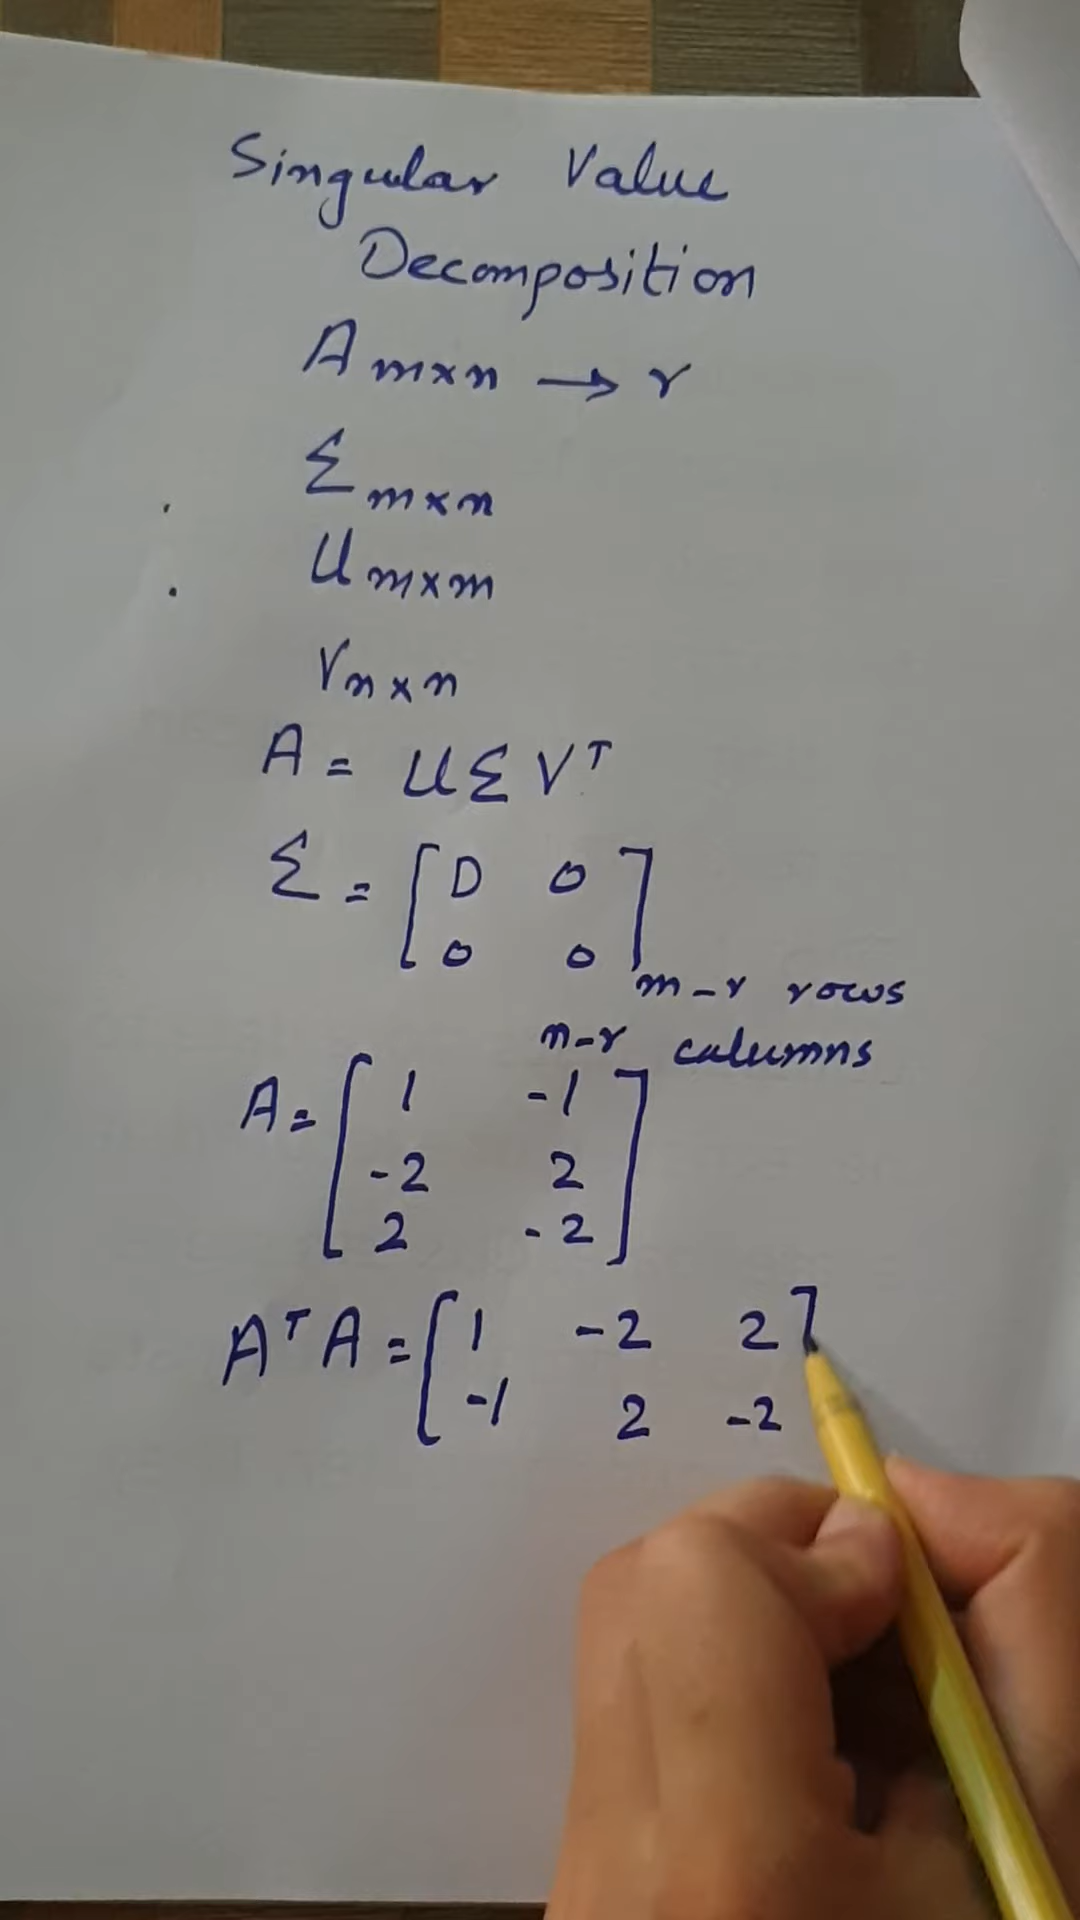 Singular Value
Decomposition
A m×n → r
Σ m×n
U m×m
V n×n
A = U Σ V^T
Σ = [ D 0
0 0 ]
m-r rows
n-r columns
A = [ 1 -1
-2 2
2 -2 ]
A^T A = [ 1 -2 2 ]
-1 2 -2